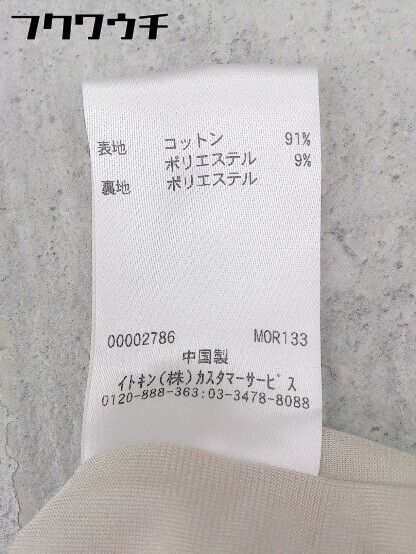 フクワウチ
表地 コットン 91%
ポリエステル 9%
裏地 ポリエステル
00002786 MOR133
中国製
イトキン(株)カスタマーサービス
0120-888-363:03-3478-8088